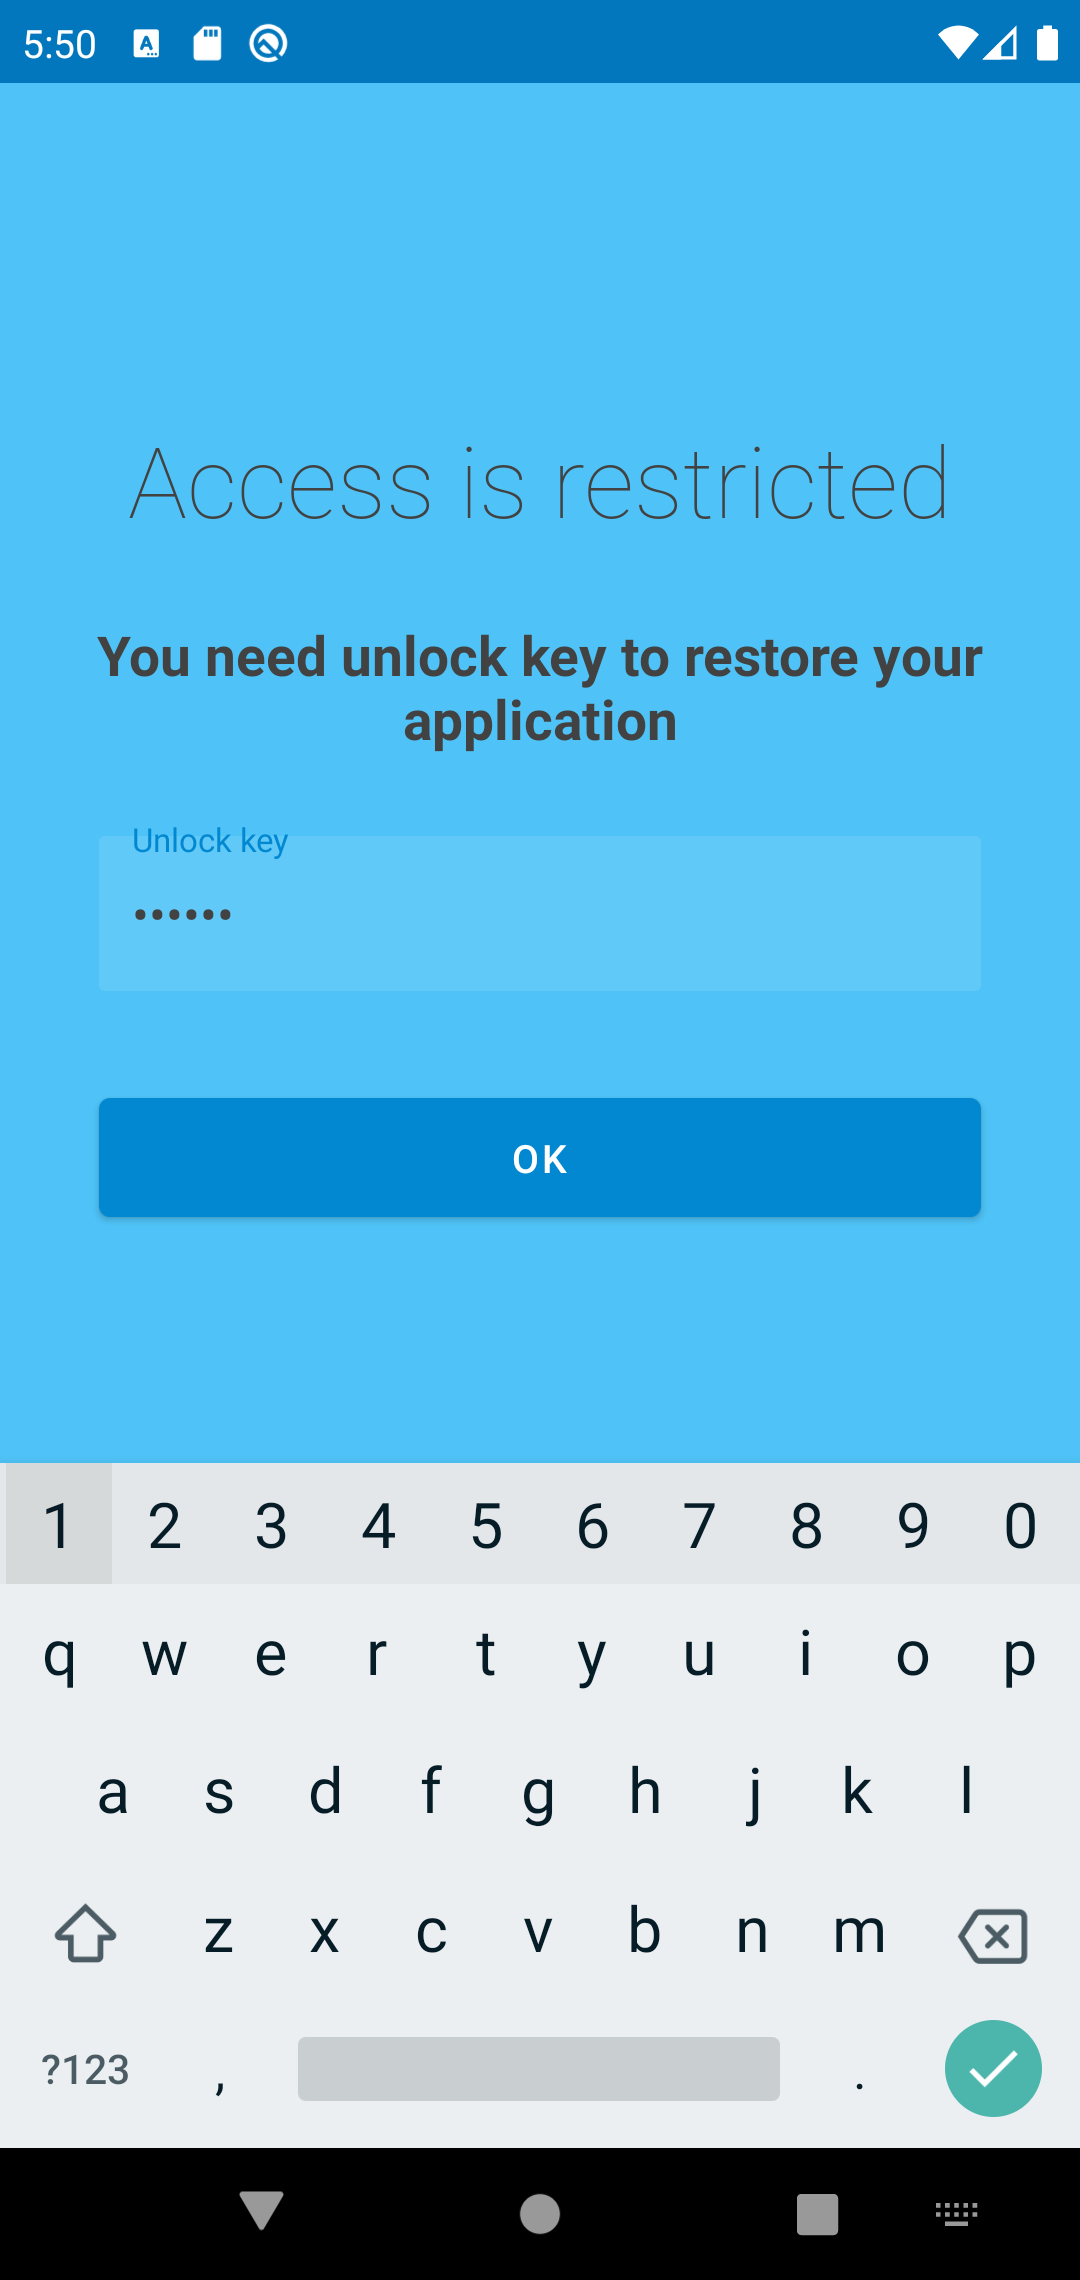 5:50
Access is restricted
You need unlock key to restore your
application
Unlock key
••••••
OK
1 2 3 4 5 6 7 8 9 0
q w e r t y u i o p
a s d f g h j k l
z x c v b n m
?123 , .